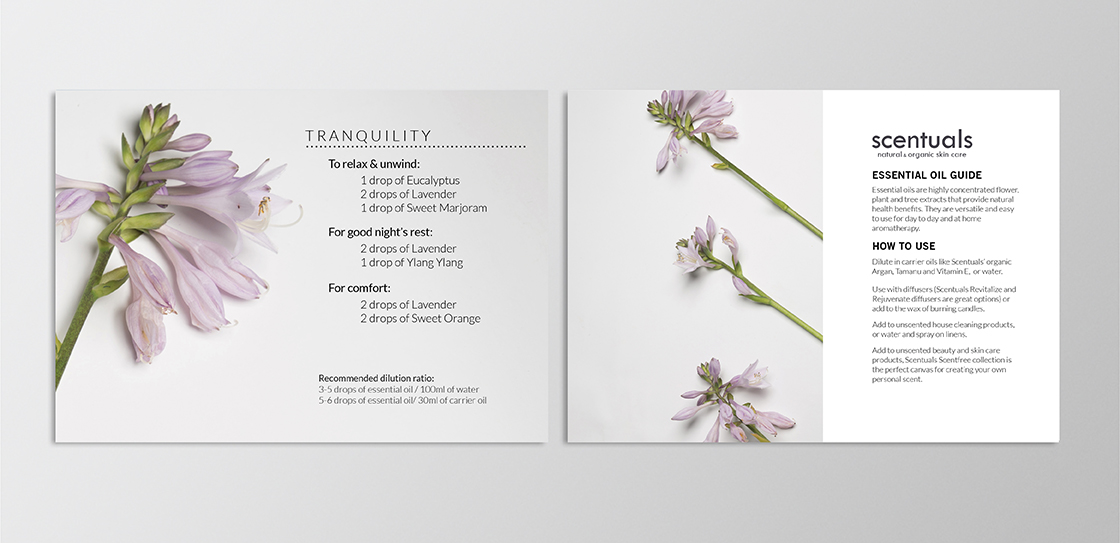 TRANQUILITY
To relax & unwind:
1 drop of Eucalyptus
2 drops of Lavender
1 drop of Sweet Marjoram
For good night's rest:
2 drops of Lavender
1 drop of Ylang Ylang
For comfort:
2 drops of Lavender
2 drops of Sweet Orange
Recommended dilution ratio:
3-5 drops of essential oil / 100ml of water
5-6 drops of essential oil/ 30ml of carrier oil
scentuals
natural & organic skin care
ESSENTIAL OIL GUIDE
Essential oils are highly concentrated flower,
plant and tree extracts that provide natural
health benefits. They are versatile and easy
to use for day to day and at home
aromatherapy.
HOW TO USE
Dilute in carrier oils like Scentuals' organic
Argan, Tamanu and Vitamin E, or water.
Use with diffusers (Scentuals Revitalize and
Rejuvenate diffusers are great options) or
add to the wax of burning candles.
Add to unscented house cleaning products,
or water and spray on linens.
Add to unscented beauty and skin care
products, Scentuals Scentfree collection is
the perfect canvas for creating your own
personal scent.